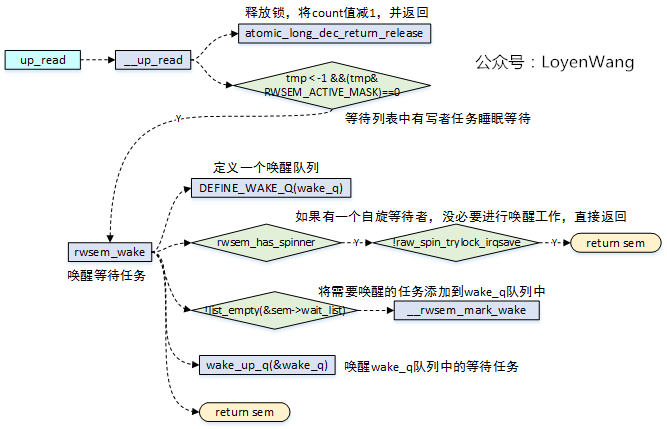 释放锁，将count值减1，并返回
atomic_long_dec_return_release
up_read
__up_read
公众号：LoyenWang
tmp < -1 &&(tmp&
RWSEM_ACTIVE_MASK)==0
Y
等待列表中有写者任务睡眠等待
定义一个唤醒队列
DEFINE_WAKE_Q(wake_q)
如果有一个自旋等待者，没必要进行唤醒工作，直接返回
rwsem_wake
rwsem_has_spinner
Y
!raw_spin_trylock_irqsave
Y
return sem
唤醒等待任务
将需要唤醒的任务添加到wake_q队列中
!list_empty(&sem->wait_list)
__rwsem_mark_wake
wake_up_q(&wake_q)
唤醒wake_q队列中的等待任务
return sem